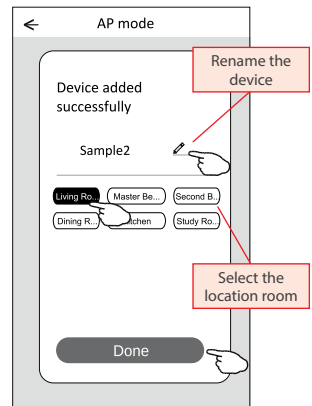 AP mode
Rename the
device
Device added
successfully
Sample2
Living Ro... Master Be... Second B...
Dining R... tchen Study Ro...
Select the
location room
Done